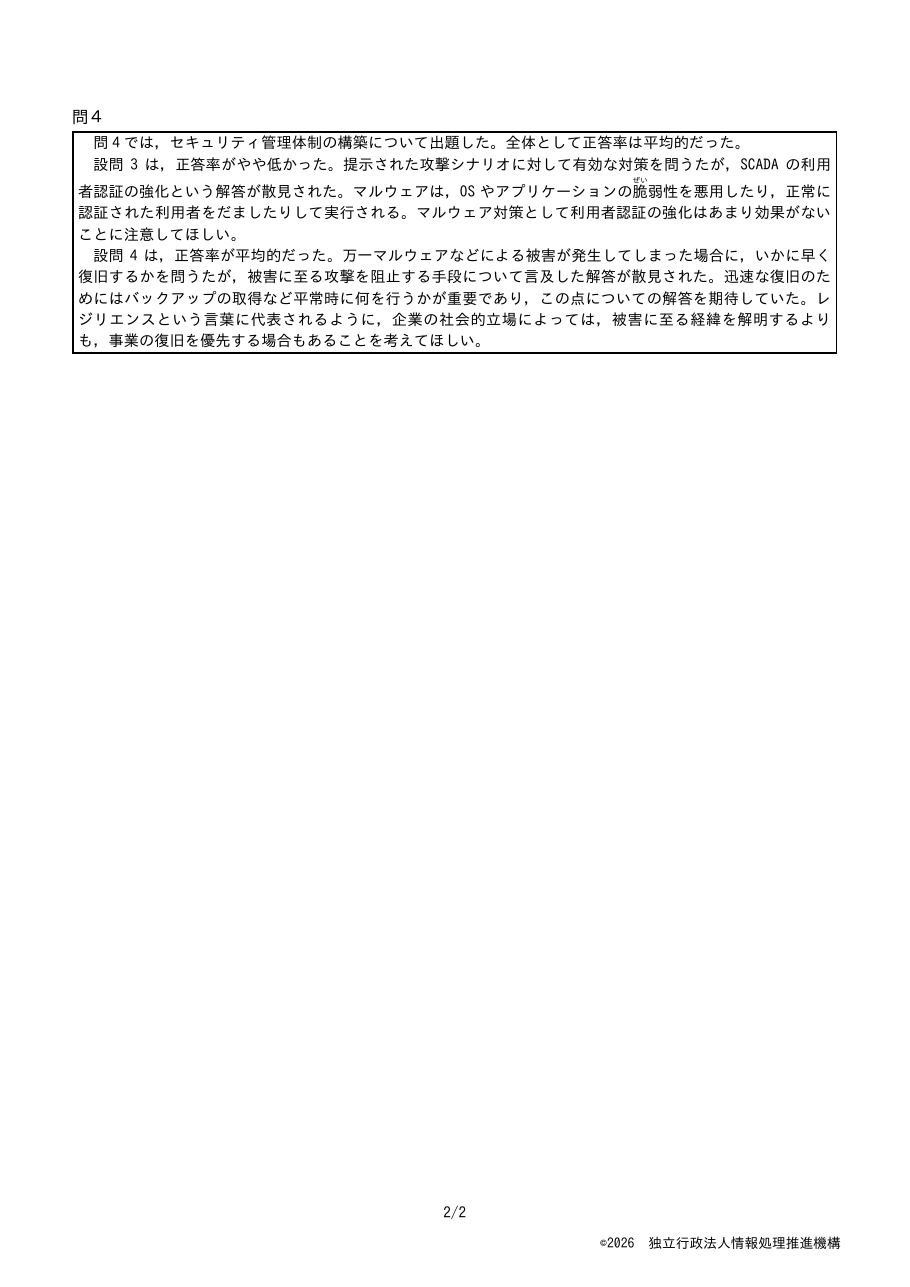 問４
問４では，セキュリティ管理体制の構築について出題した。全体として正答率は平均的だった。
設問 3 は，正答率がやや低かった。提示された攻撃シナリオに対して有効な対策を問うたが，SCADA の利用
者認証の強化という解答が散見された。マルウェアは，OS やアプリケーションの脆弱性を悪用したり，正常に
ぜい
認証された利用者をだましたりして実行される。マルウェア対策として利用者認証の強化はあまり効果がない
ことに注意してほしい。
設問 4 は，正答率が平均的だった。万一マルウェアなどによる被害が発生してしまった場合に，いかに早く
復旧するかを問うたが，被害に至る攻撃を阻止する手段について言及した解答が散見された。迅速な復旧のた
めにはバックアップの取得など平常時に何を行うかが重要であり，この点についての解答を期待していた。レ
ジリエンスという言葉に代表されるように，企業の社会的立場によっては，被害に至る経緯を解明するより
も，事業の復旧を優先する場合もあることを考えてほしい。
2/2
©2026 独立行政法人情報処理推進機構